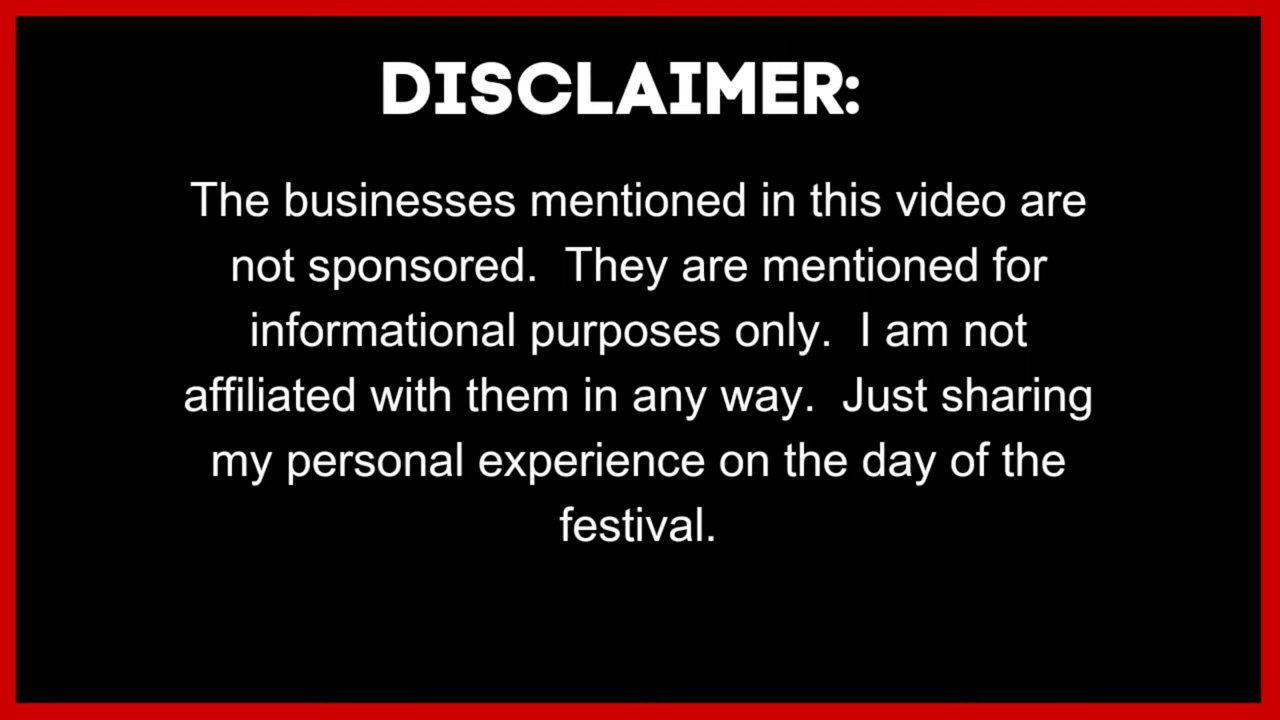 DISCLAIMER:
The businesses mentioned in this video are
not sponsored.  They are mentioned for
informational purposes only.  I am not
affiliated with them in any way.  Just sharing
my personal experience on the day of the
festival.